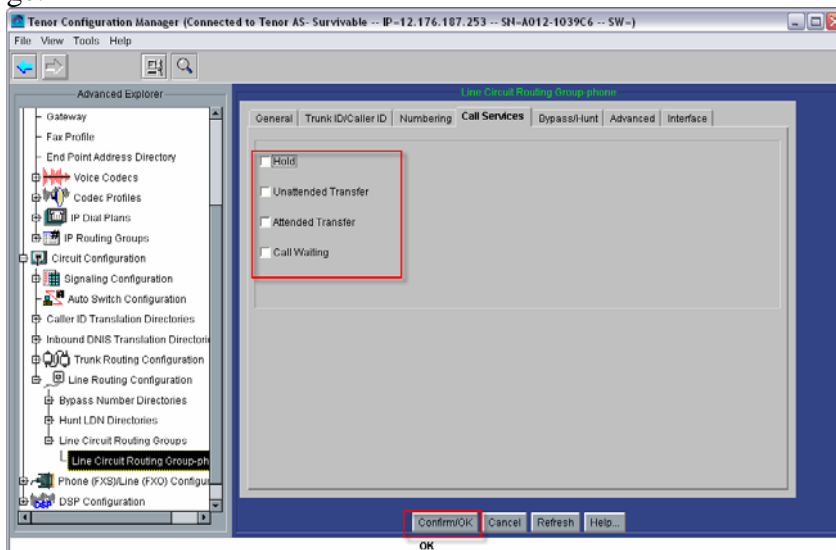 go.
Tenor Configuration Manager (Connected to Tenor AS- Survivable -- IP=12.176.187.253 -- SN=A012-1039C6 -- SW=)
File View Tools Help
Advanced Explorer
Gateway
Fax Profile
End Point Address Directory
Voice Codecs
Codec Profiles
IP Dial Plans
IP Routing Groups
Circuit Configuration
Signaling Configuration
Auto Switch Configuration
Caller ID Translation Directories
Inbound DNIS Translation Directori
Trunk Routing Configuration
Line Routing Configuration
Bypass Number Directories
Hunt LDN Directories
Line Circuit Routing Groups
Line Circuit Routing Group-ph
Phone (FXS)/Line (FXO) Configur
DSP Configuration
Line Circuit Routing Group-phone
General Trunk ID/Caller ID Numbering Call Services Bypass/Hunt Advanced Interface
Hold
Unattended Transfer
Attended Transfer
Call Waiting
Confirm/OK Cancel Refresh Help...
OK